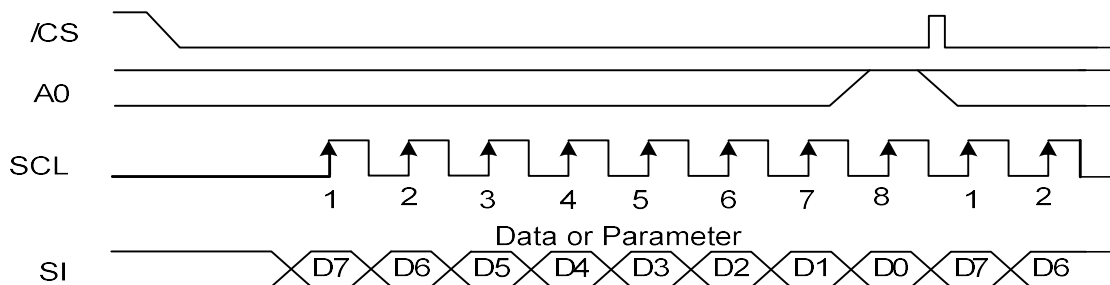 /CS
A0
SCL
1 2 3 4 5 6 7 8 1 2
Data or Parameter
SI
D7 D6 D5 D4 D3 D2 D1 D0 D7 D6